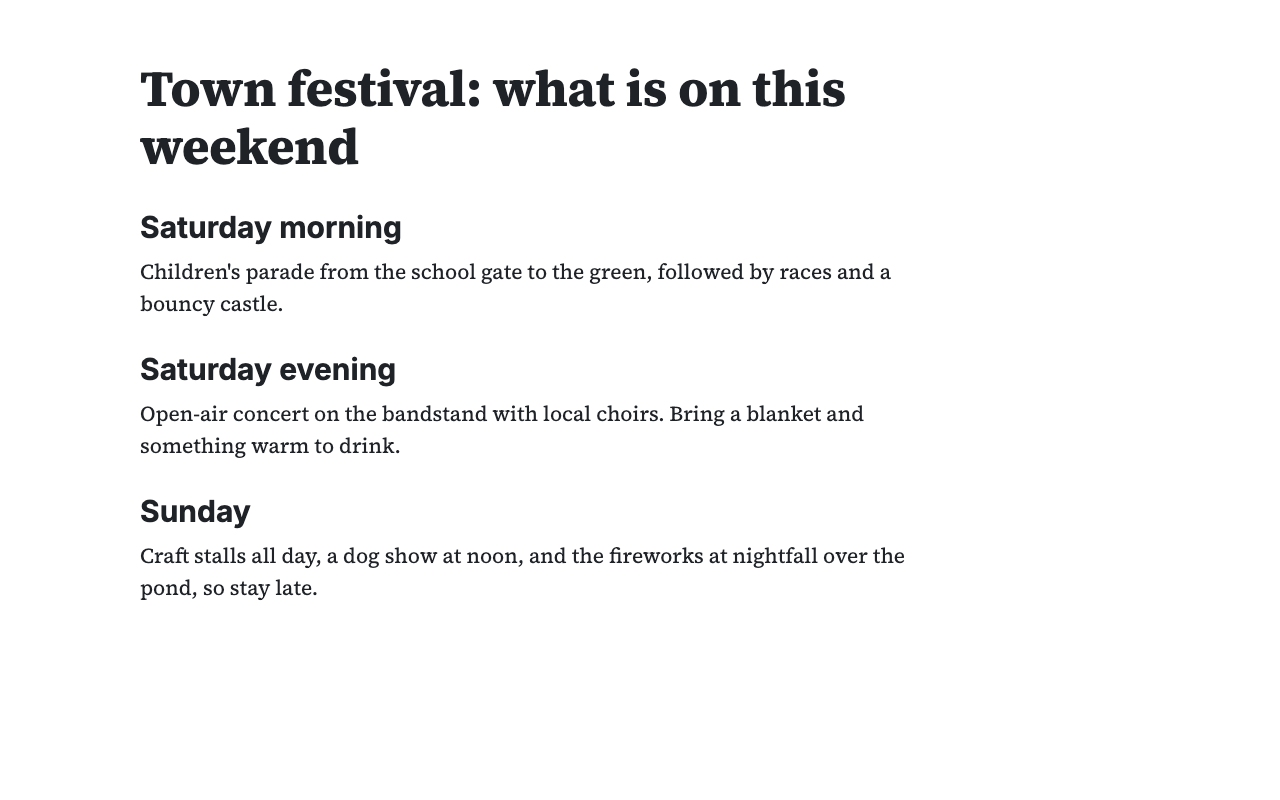 Town festival: what is on this
weekend
Saturday morning
Children's parade from the school gate to the green, followed by races and a
bouncy castle.
Saturday evening
Open-air concert on the bandstand with local choirs. Bring a blanket and
something warm to drink.
Sunday
Craft stalls all day, a dog show at noon, and the fireworks at nightfall over the
pond, so stay late.